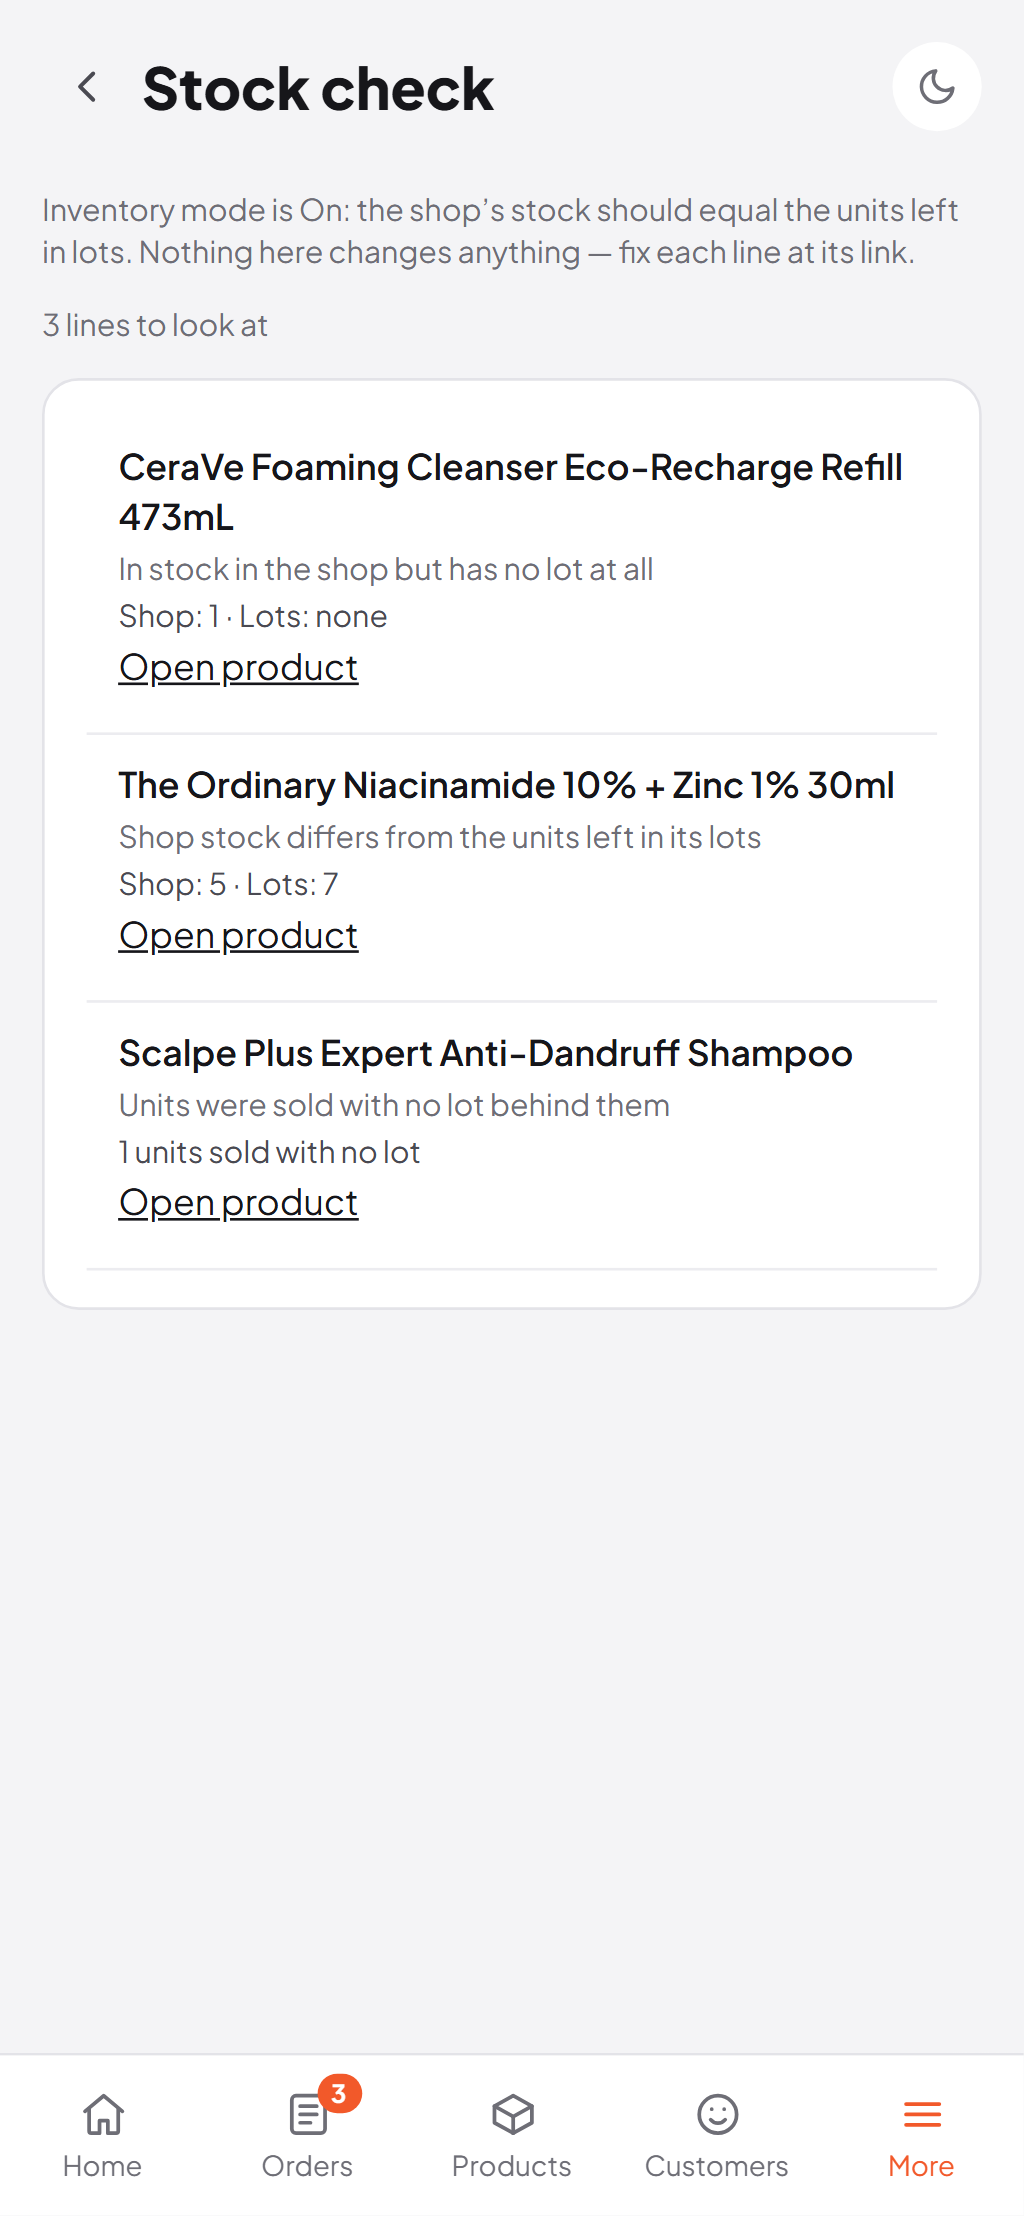 Stock check
Inventory mode is On: the shop’s stock should equal the units left
in lots. Nothing here changes anything — fix each line at its link.
3 lines to look at
CeraVe Foaming Cleanser Eco-Recharge Refill
473mL
In stock in the shop but has no lot at all
Shop: 1 · Lots: none
Open product
The Ordinary Niacinamide 10% + Zinc 1% 30ml
Shop stock differs from the units left in its lots
Shop: 5 · Lots: 7
Open product
Scalpe Plus Expert Anti-Dandruff Shampoo
Units were sold with no lot behind them
1 units sold with no lot
Open product
3
Home
Orders
Products
Customers
More